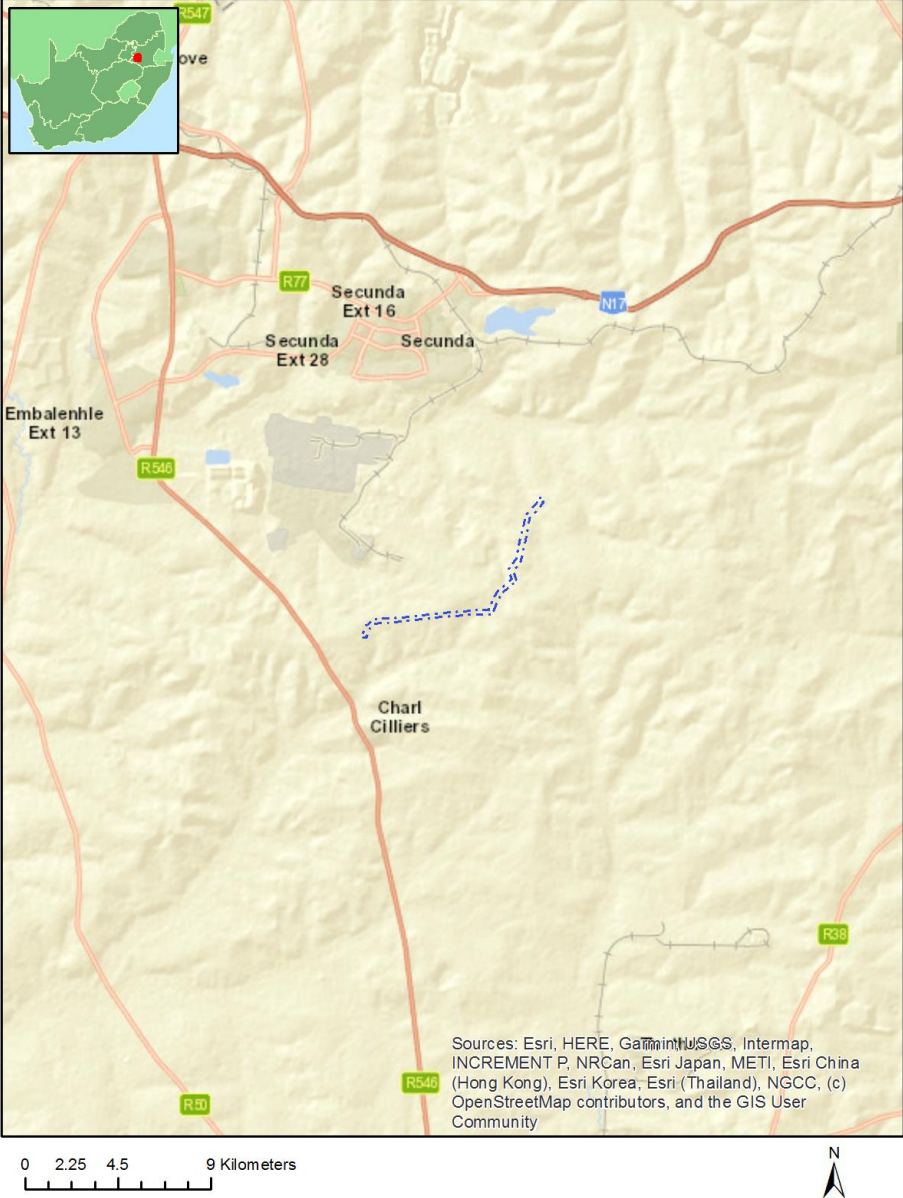 R547
ove
R77
Secunda
Ext 16
N17
Secunda
Ext 28
Secunda
Embalenhle
Ext 13
R546
Charl
Cilliers
R38
Sources: Esri, HERE, Garmin, USGS, Intermap,
INCREMENT P, NRCan, Esri Japan, METI, Esri China
(Hong Kong), Esri Korea, Esri (Thailand), NGCC, (c)
OpenStreetMap contributors, and the GIS User
Community
R546
R50
0 2.25 4.5 9 Kilometers
N